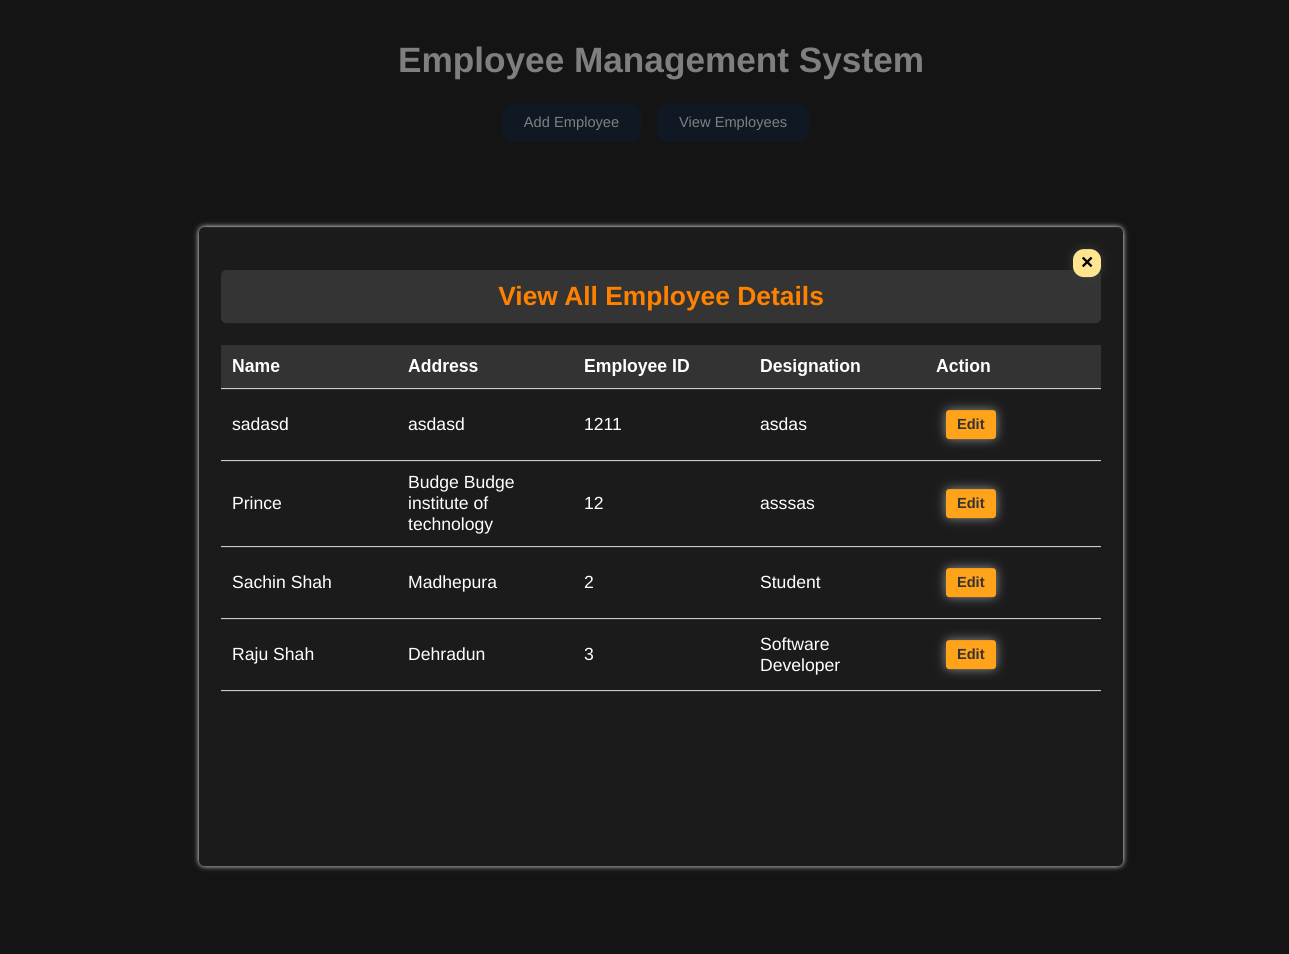 Employee Management System
Add Employee View Employees
×
View All Employee Details
Name Address Employee ID Designation Action
sadasd asdasd 1211 asdas Edit
Prince Budge Budge
institute of
technology 12 asssas Edit
Sachin Shah Madhepura 2 Student Edit
Raju Shah Dehradun 3 Software
Developer Edit